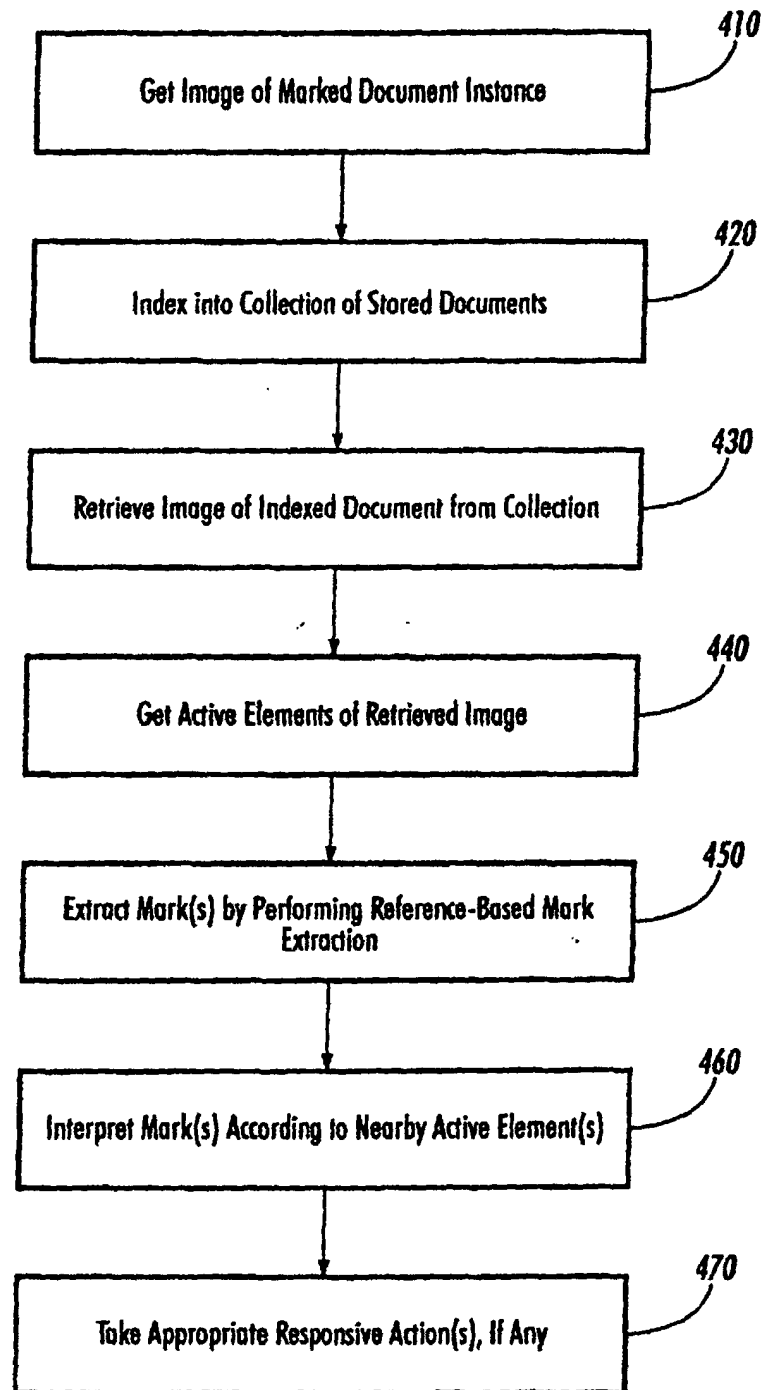 410
Get Image of Marked Document Instance
420
Index into Collection of Stored Documents
430
Retrieve Image of Indexed Document from Collection
440
Get Active Elements of Retrieved Image
450
Extract Mark(s) by Performing Reference-Based Mark
Extraction
460
Interpret Mark(s) According to Nearby Active Element(s)
470
Take Appropriate Responsive Action(s), If Any